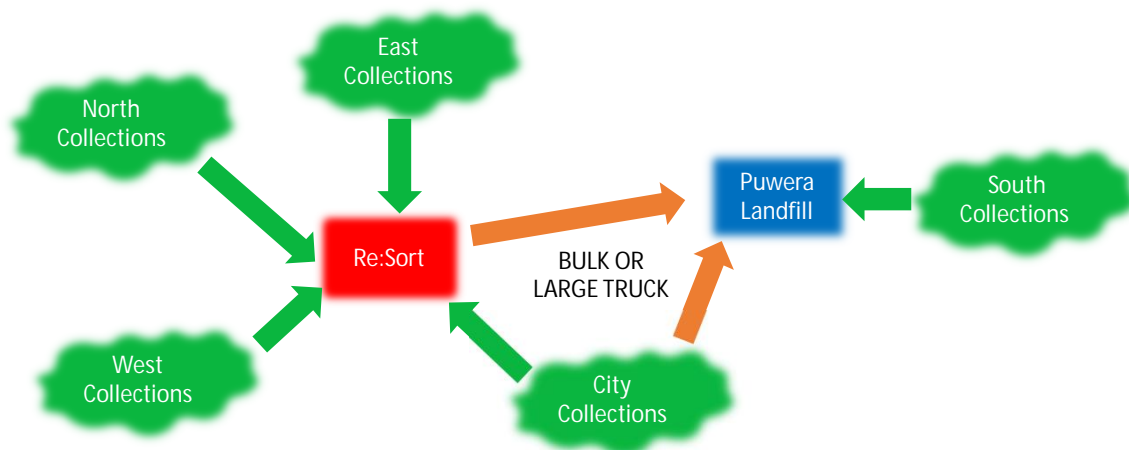 East
Collections
North
Collections
Puwera
Landfill
South
Collections
Re:Sort
BULK OR
LARGE TRUCK
West
Collections
City
Collections